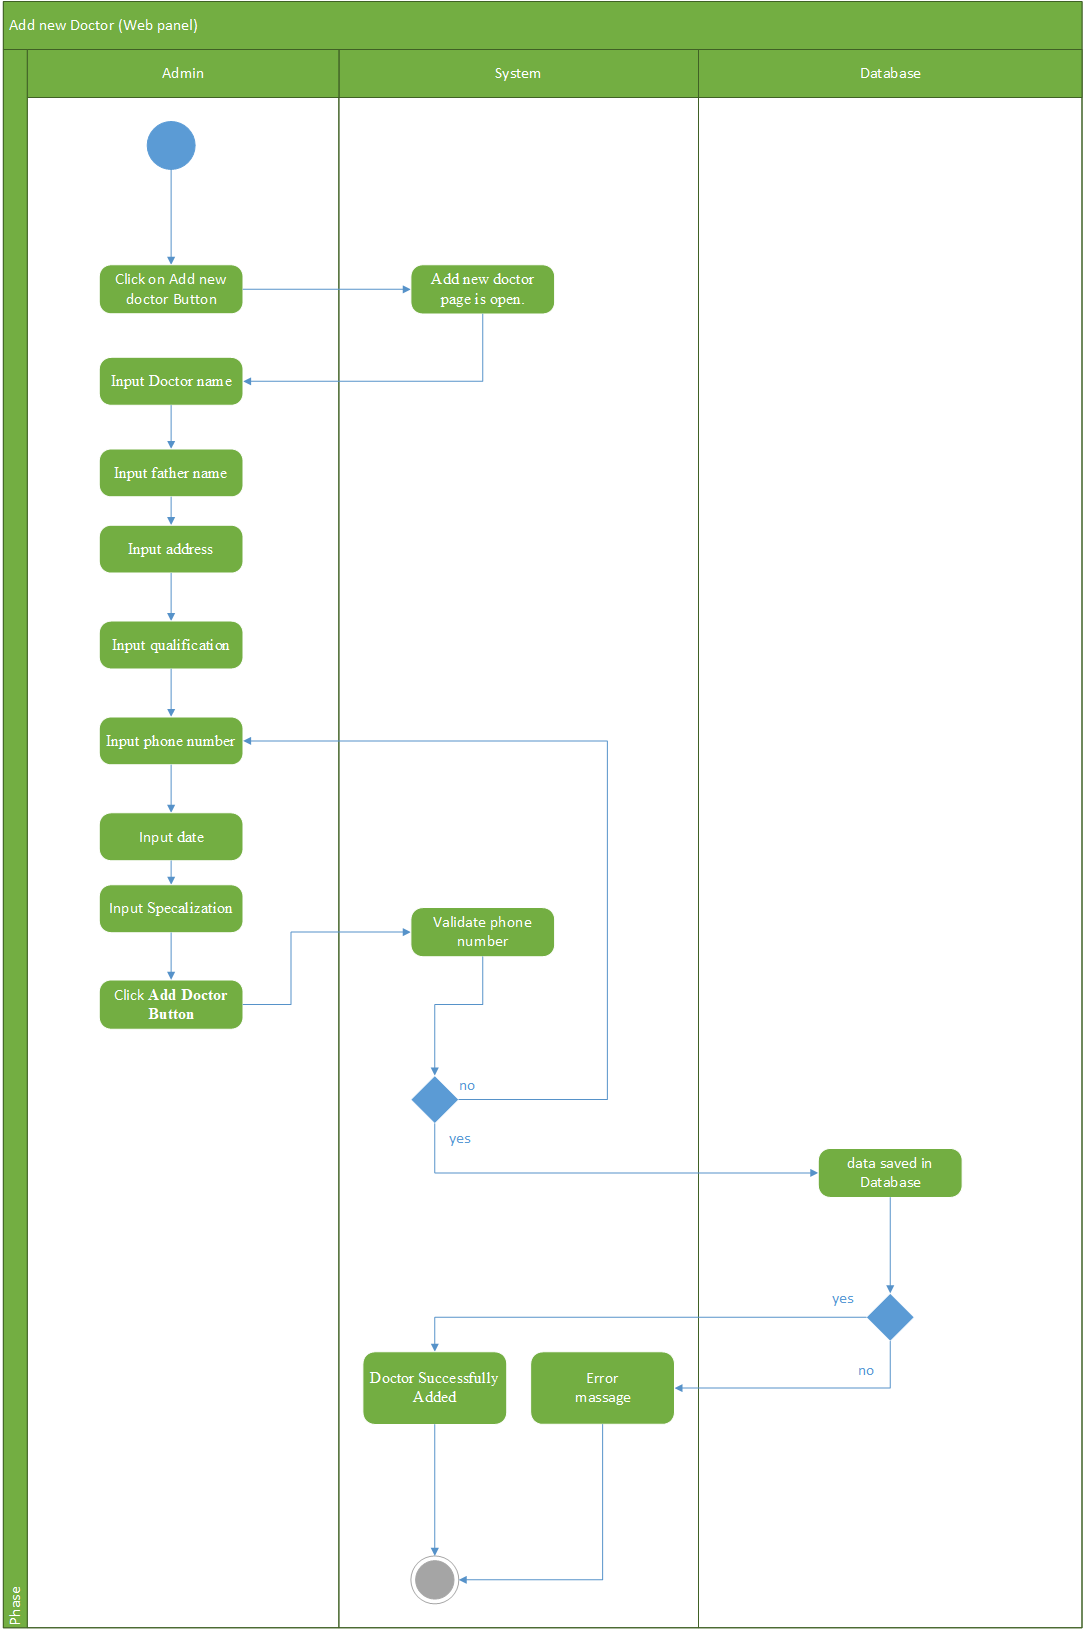 Add new Doctor (Web panel)
Admin
System
Database
Click on Add new
doctor Button
Add new doctor
page is open.
Input Doctor name
Input father name
Input address
Input qualification
Input phone number
Input date
Input Specalization
Validate phone
number
Click Add Doctor
Button
no
yes
data saved in
Database
yes
no
Doctor Successfully
Added
Error
massage
Phase